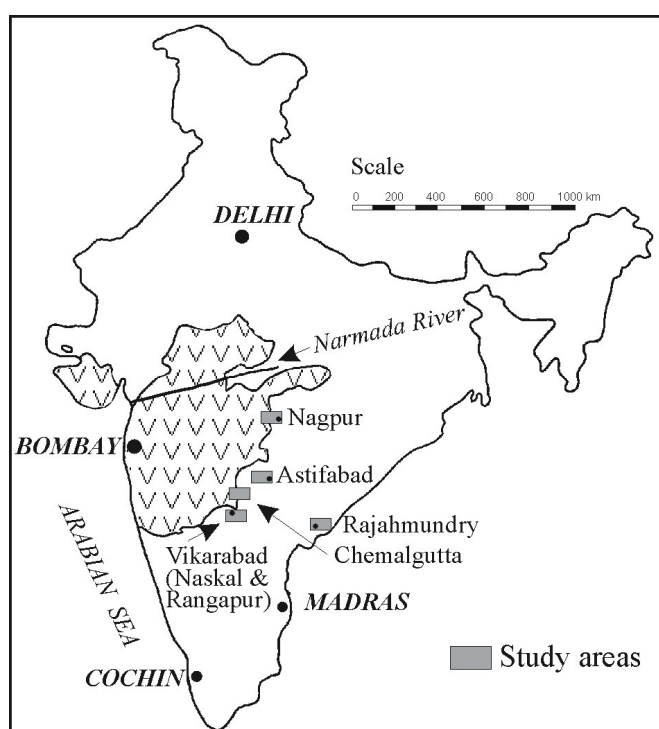 Scale
0 200 400 600 800 1000 km
DELHI
Narmada River
Nagpur
BOMBAY
Astifabad
ARABIAN SEA
Rajahmundry
Chemalgutta
Vikarabad
(Naskal &
Rangapur)
MADRAS
Study areas
COCHIN